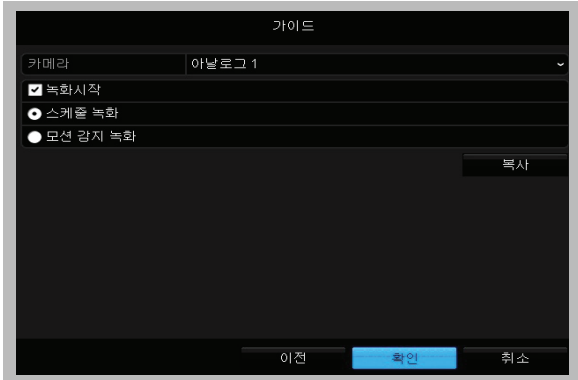 가이드
카메라 아날로그 1
녹화시작
스케줄 녹화
모션 감지 녹화
복사
이전 확인 취소